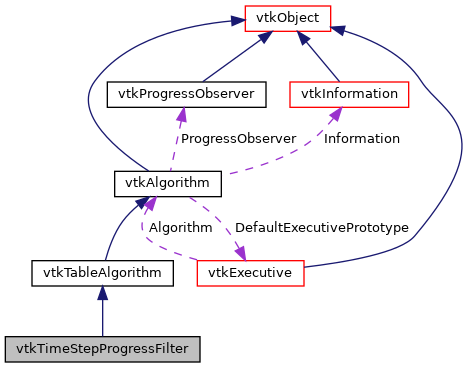 vtkObject
vtkProgressObserver
vtkInformation
ProgressObserver
Information
vtkAlgorithm
Algorithm
DefaultExecutivePrototype
vtkTableAlgorithm
vtkExecutive
vtkTimeStepProgressFilter